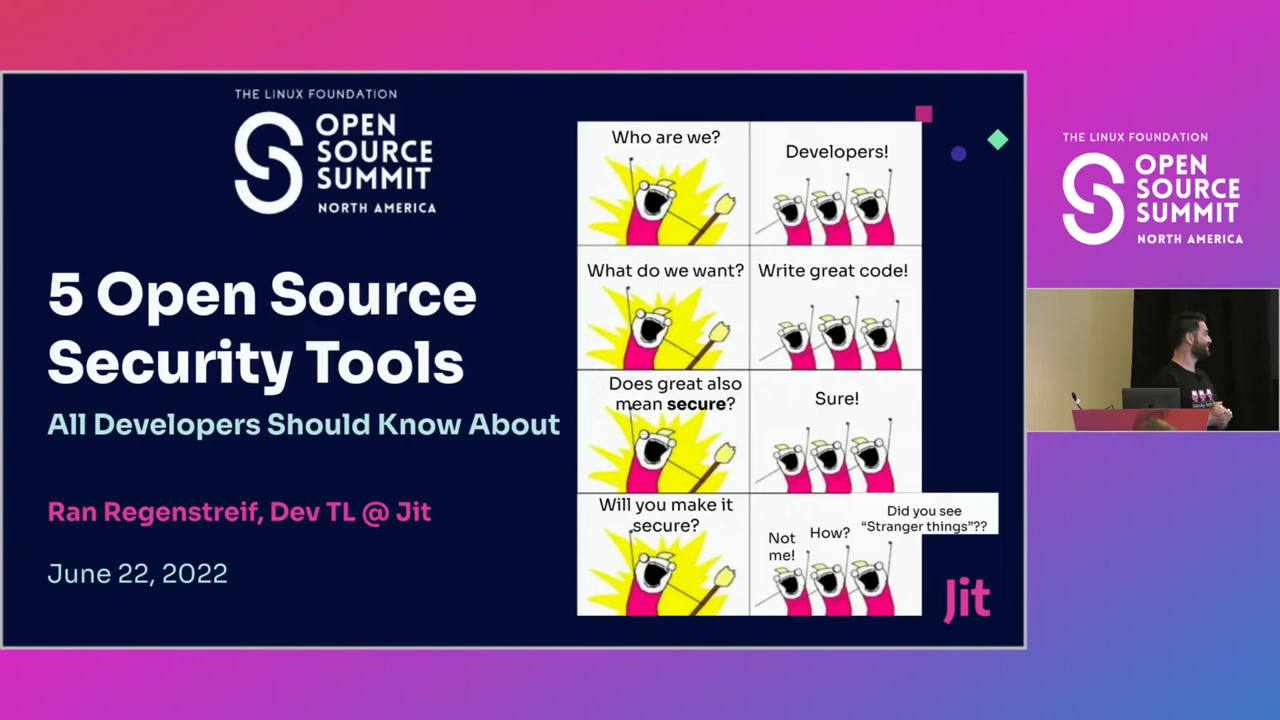 THE LINUX FOUNDATION
OPEN
SOURCE
SUMMIT
NORTH AMERICA
5 Open Source
Security Tools
All Developers Should Know About
Ran Regenstreif, Dev TL @ Jit
June 22, 2022
Who are we?
Developers!
What do we want?
Write great code!
Does great also
mean secure?
Sure!
Will you make it
secure?
Not
me!
How?
Did you see
“Stranger things”??
Jit
THE LINUX FOUNDATION
OPEN
SOURCE
SUMMIT
NORTH AMERICA